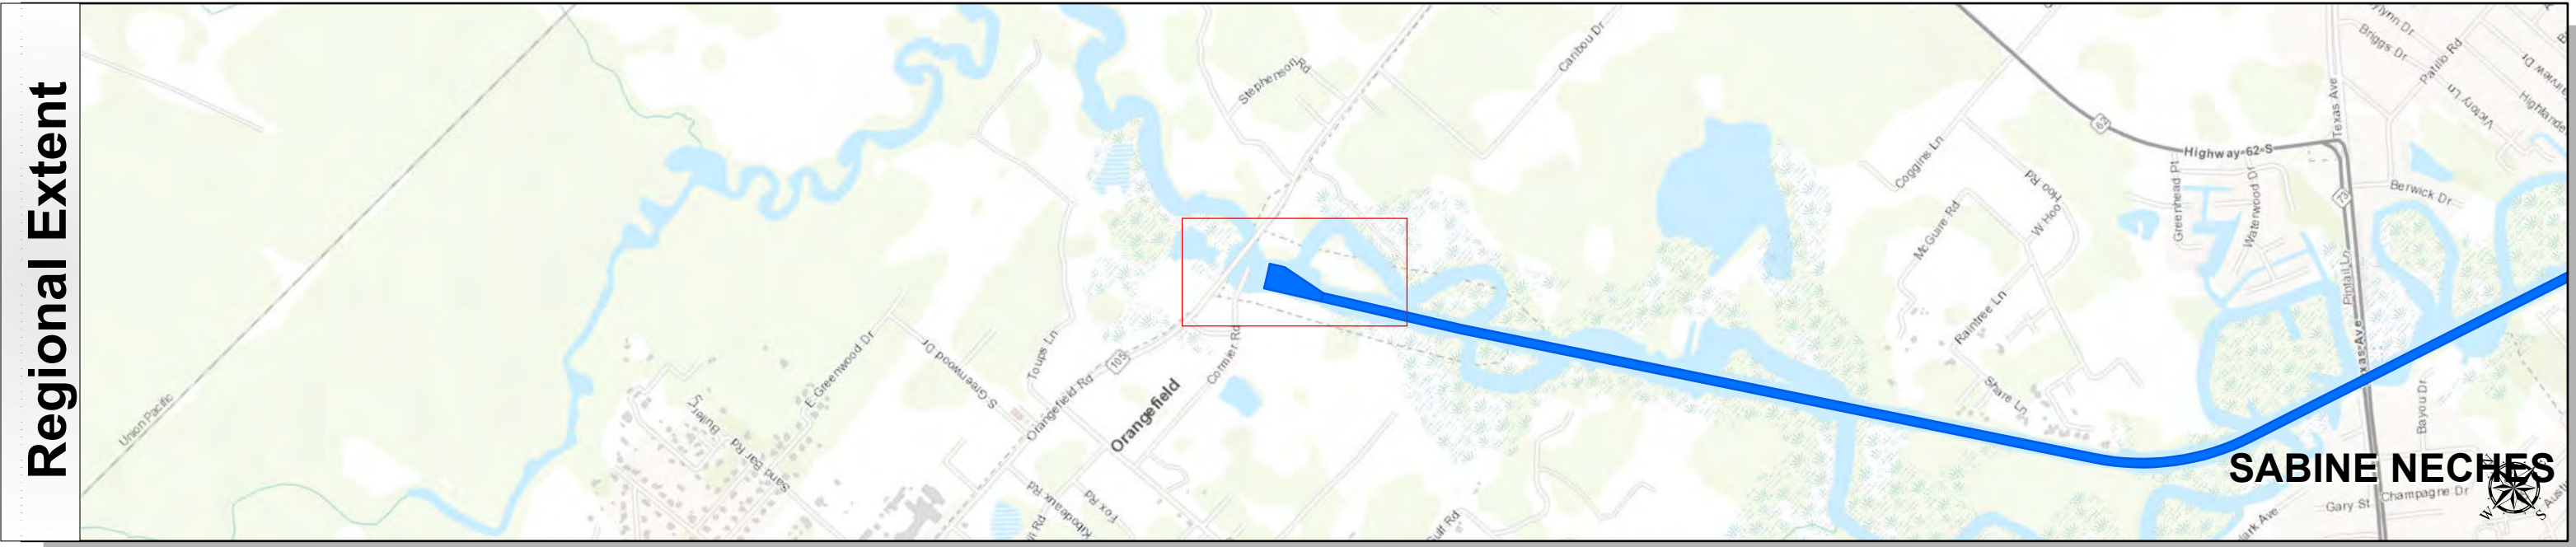 Regional Extent
Union Pacific
Stephenson Rd
Caribou Dr
Texas Ave
Briggs Dr
Patillo Rd
Victory Ln
62
Highway 62 S
73
Berwick Dr
Coggins Ln
W Hoo Hoo Rd
Greenhead Pt
Waterwood Dr
McGuire Rd
Pintail Ln
Raintree Ln
E Greenwood Dr
S Greenwood Dr
Toups Ln
105
Orangefield Rd
Cormier Rd
Orangefield
Share Ln
Bayou Dr
Sand Bar Rd
SABINE NECHES
Kibodeaux Rd
Fox Rd
Gary St
Champagne Dr
W
S